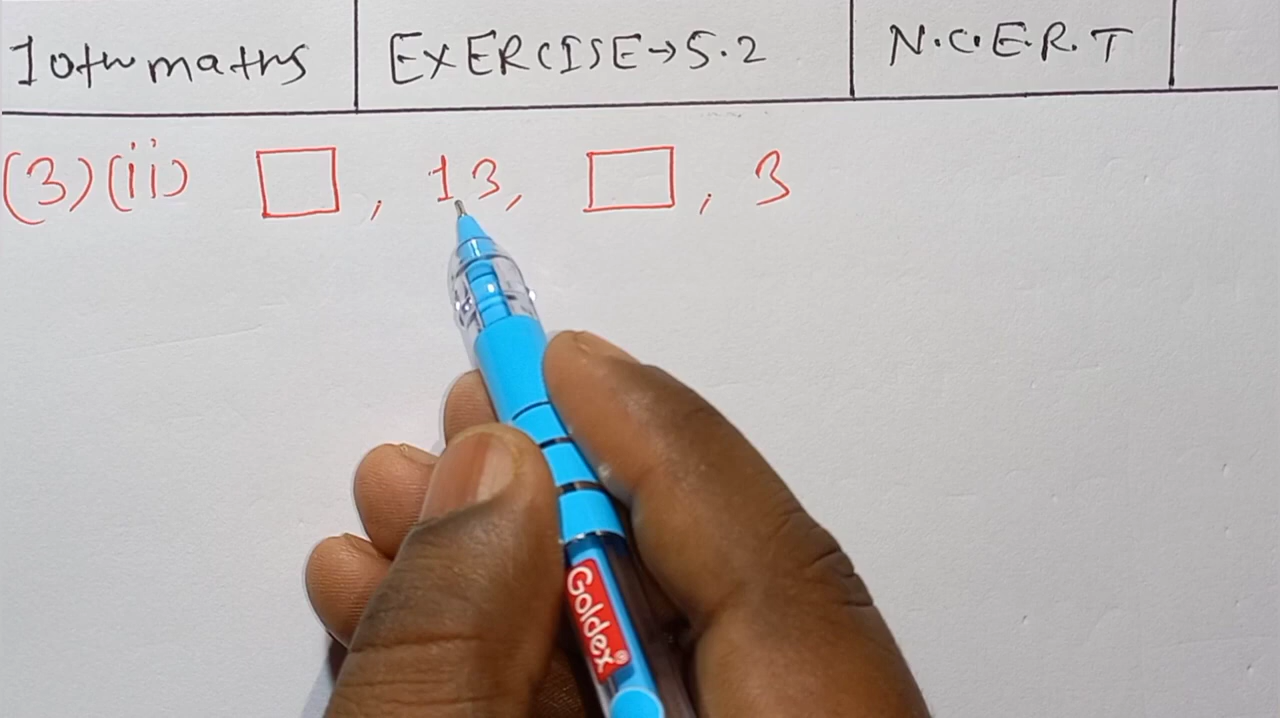 10th maths EXERCISE→5.2 N.C.E.R.T
(3)(ii) □, 13, □, 3
Goldex®